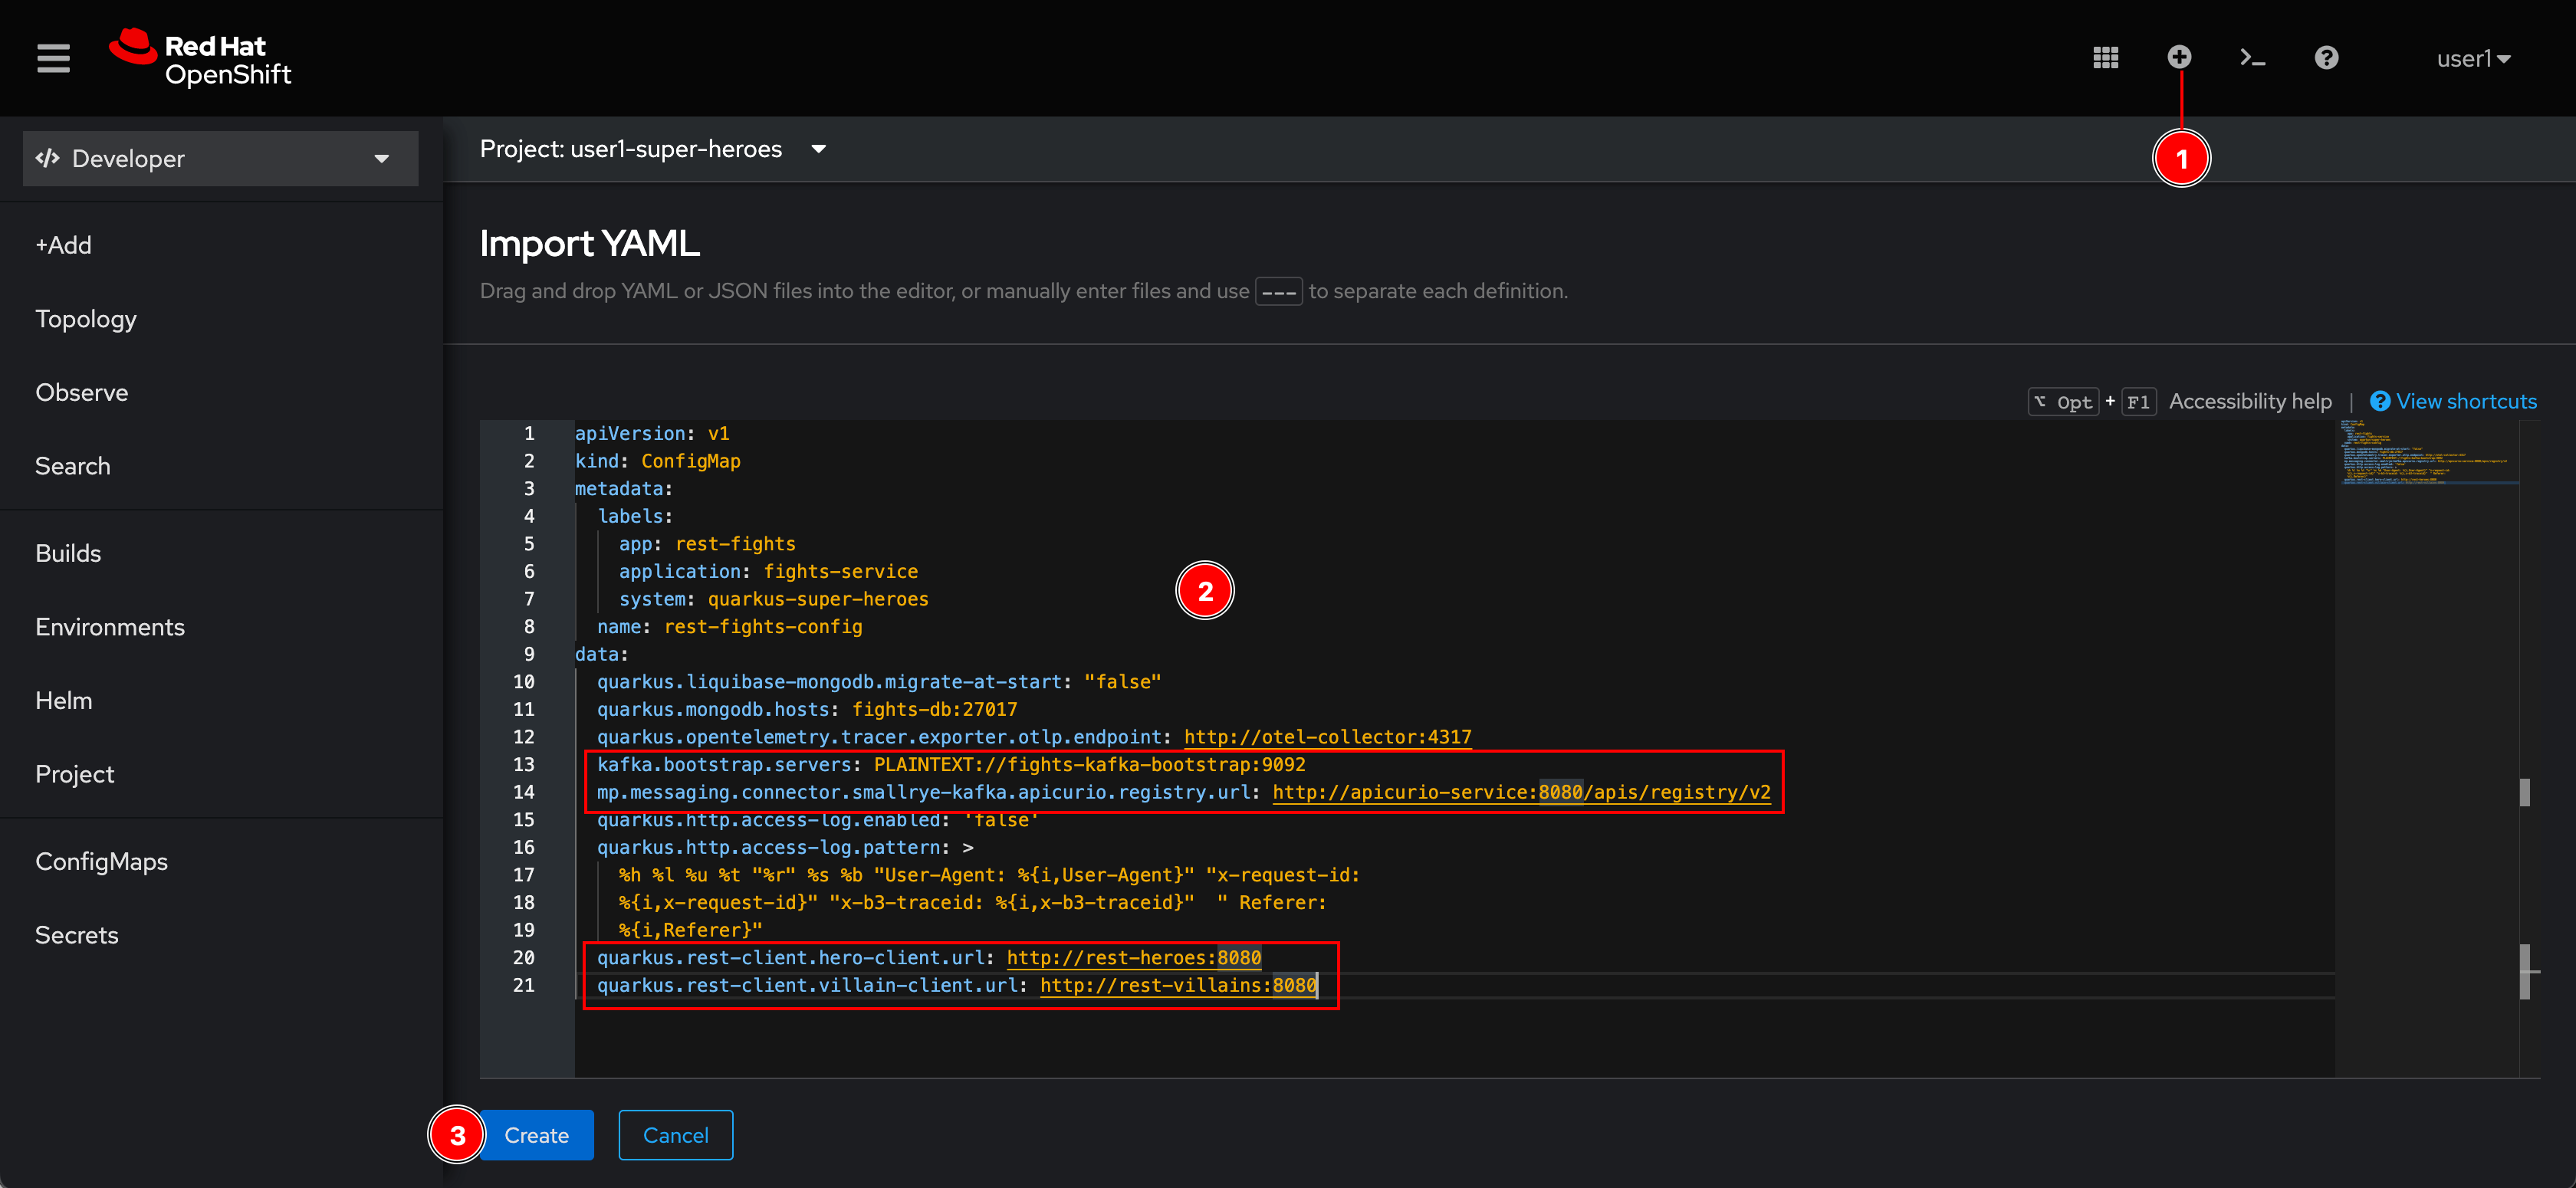 Red Hat
OpenShift
user1
1
Developer
Project: user1-super-heroes
+Add
Topology
Observe
Search
Builds
Environments
Helm
Project
ConfigMaps
Secrets
Import YAML
Drag and drop YAML or JSON files into the editor, or manually enter files and use --- to separate each definition.
⌥ Opt + F1 Accessibility help | View shortcuts
1 apiVersion: v1
2 kind: ConfigMap
3 metadata:
4 labels:
5 app: rest-fights
6 application: fights-service
2
7 system: quarkus-super-heroes
8 name: rest-fights-config
9 data:
10 quarkus.liquibase-mongodb.migrate-at-start: "false"
11 quarkus.mongodb.hosts: fights-db:27017
12 quarkus.opentelemetry.tracer.exporter.otlp.endpoint: http://otel-collector:4317
13 kafka.bootstrap.servers: PLAINTEXT://fights-kafka-bootstrap:9092
14 mp.messaging.connector.smallrye-kafka.apicurio.registry.url: http://apicurio-service:8080/apis/registry/v2
15 quarkus.http.access-log.enabled: 'false'
16 quarkus.http.access-log.pattern: >
17 %h %l %u %t "%r" %s %b "User-Agent: %{i,User-Agent}" "x-request-id:
18 %{i,x-request-id}" "x-b3-traceid: %{i,x-b3-traceid}"  " Referer:
19 %{i,Referer}"
20 quarkus.rest-client.hero-client.url: http://rest-heroes:8080
21 quarkus.rest-client.villain-client.url: http://rest-villains:8080
3
Create
Cancel